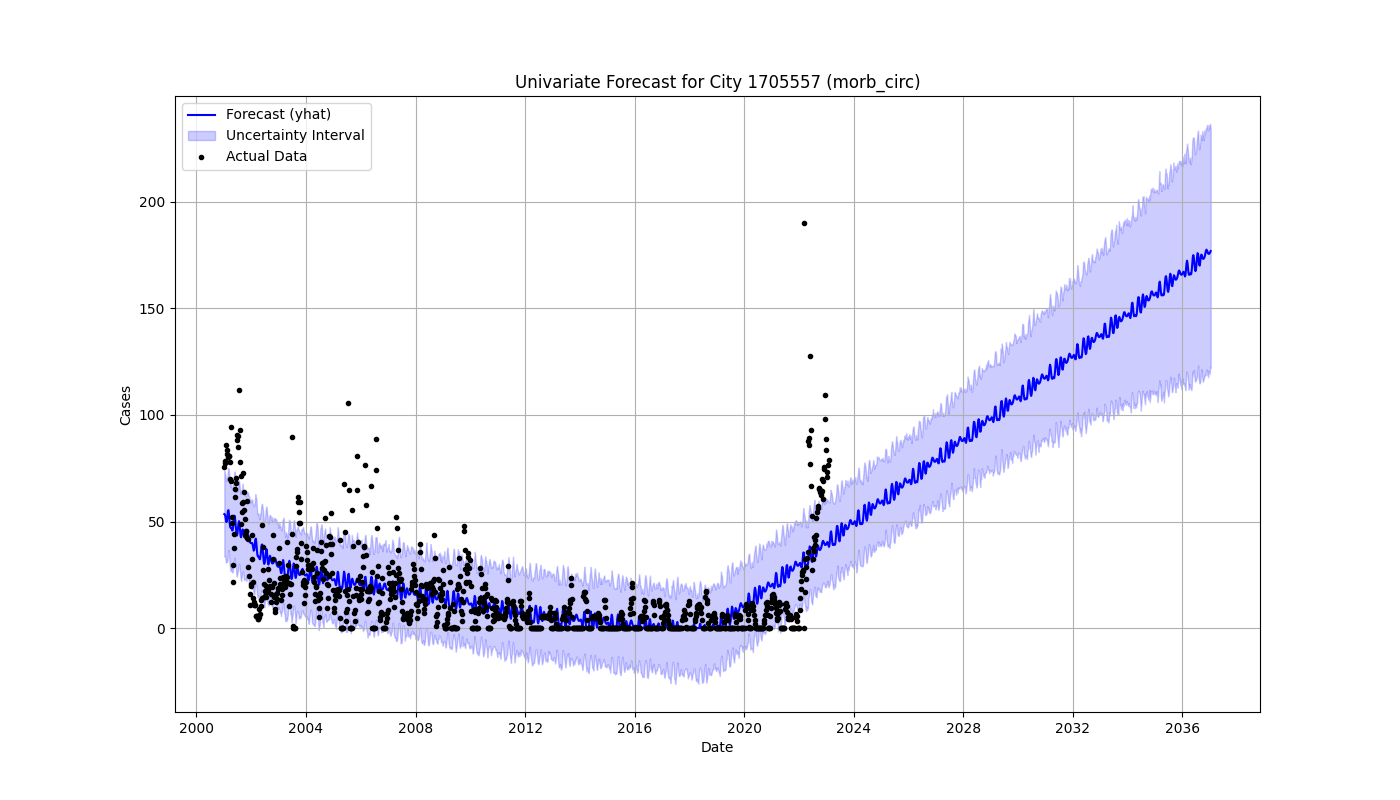 Univariate Forecast for City 1705557 (morb_circ)
Forecast (yhat)
Uncertainty Interval
Actual Data
Cases
200
150
100
50
0
2000 2004 2008 2012 2016 2020 2024 2028 2032 2036
Date